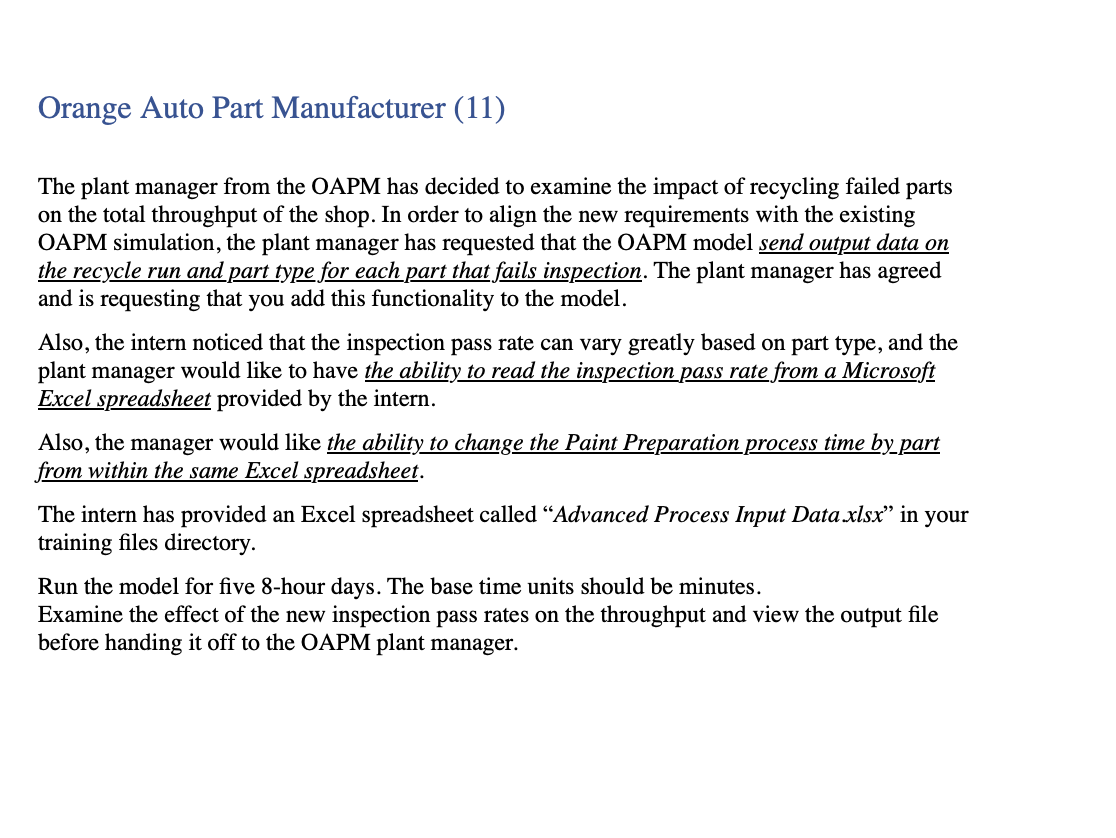 Orange Auto Part Manufacturer (11)
The plant manager from the OAPM has decided to examine the impact of recycling failed parts
on the total throughput of the shop. In order to align the new requirements with the existing
OAPM simulation, the plant manager has requested that the OAPM model send output data on
the recycle run and part type for each part that fails inspection. The plant manager has agreed
and is requesting that you add this functionality to the model.
Also, the intern noticed that the inspection pass rate can vary greatly based on part type, and the
plant manager would like to have the ability to read the inspection pass rate from a Microsoft
Excel spreadsheet provided by the intern.
Also, the manager would like the ability to change the Paint Preparation process time by part
from within the same Excel spreadsheet.
The intern has provided an Excel spreadsheet called “Advanced Process Input Data.xlsx” in your
training files directory.
Run the model for five 8-hour days. The base time units should be minutes.
Examine the effect of the new inspection pass rates on the throughput and view the output file
before handing it off to the OAPM plant manager.